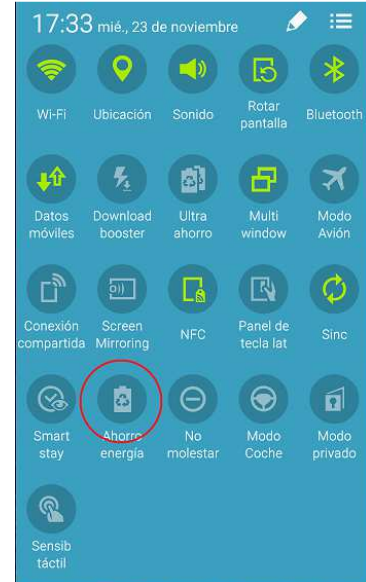 17:33 mié., 23 de noviembre
Wi-Fi
Ubicación
Sonido
Rotar
pantalla
Bluetooth
Datos
móviles
Download
booster
Ultra
ahorro
Multi
window
Modo
Avión
Conexión
compartida
Screen
Mirroring
NFC
Panel de
tecla lat
Sinc
Smart
stay
Ahorro
energía
No
molestar
Modo
Coche
Modo
privado
Sensib
táctil